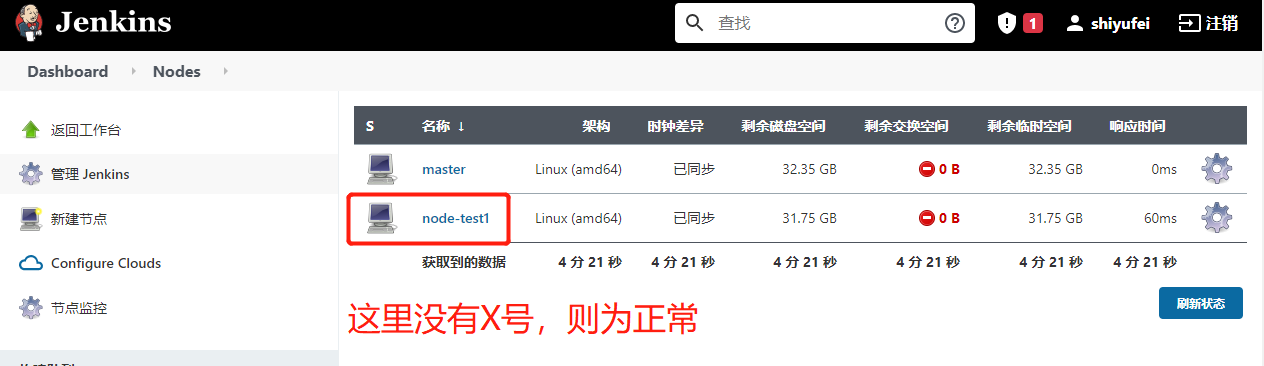 Jenkins
查找
1
shiyufei
注销
Dashboard
Nodes
返回工作台
管理 Jenkins
新建节点
Configure Clouds
节点监控
S 名称 ↓ 架构 时钟差异 剩余磁盘空间 剩余交换空间 剩余临时空间 响应时间
master Linux (amd64) 已同步 32.35 GB 0 B 32.35 GB 0ms
node-test1 Linux (amd64) 已同步 31.75 GB 0 B 31.75 GB 60ms
获取到的数据 4 分 21 秒 4 分 21 秒 4 分 21 秒 4 分 21 秒 4 分 21 秒 4 分 21 秒
刷新状态
这里没有X号，则为正常